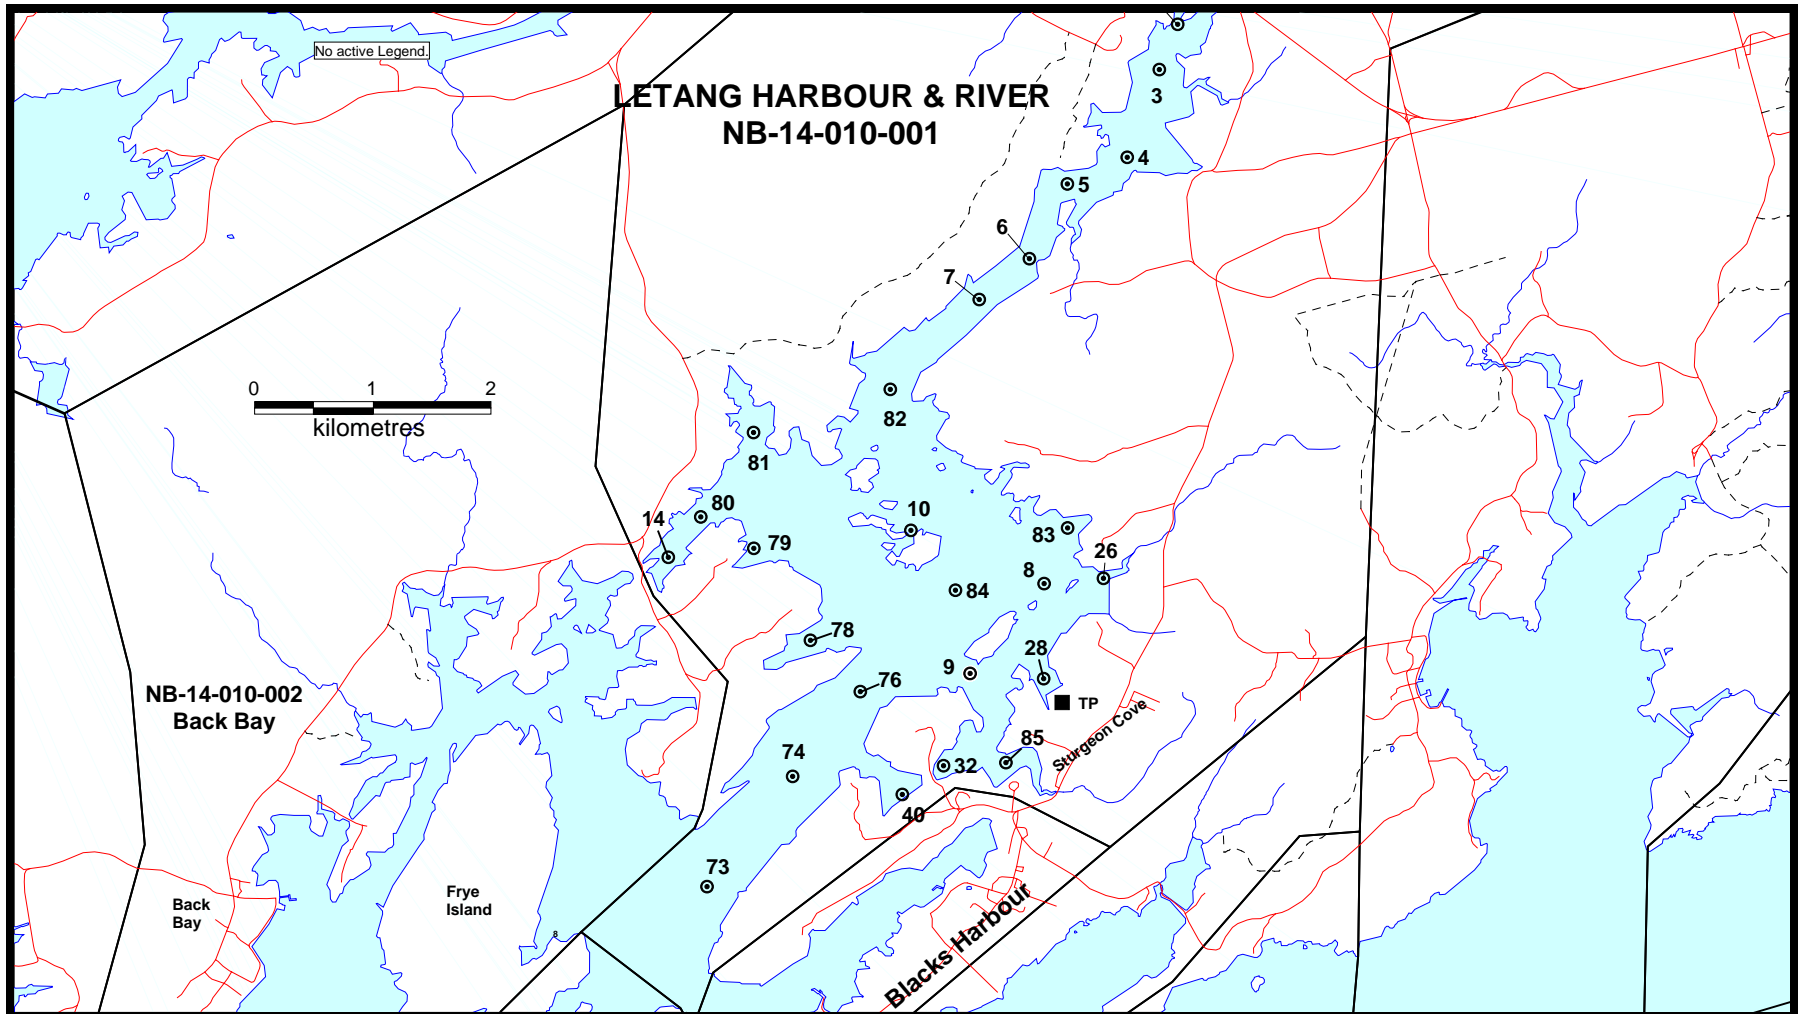 No active Legend.
LETANG HARBOUR & RIVER
NB-14-010-001
3
4
5
6
7
0 1 2
kilometres
82
81
80
14
10
79
83
26
8
84
78
28
9
76
TP
NB-14-010-002
Back Bay
85
Sturgeon Cove
74
32
40
73
Frye
Island
Back
Bay
8
Blacks Harbour